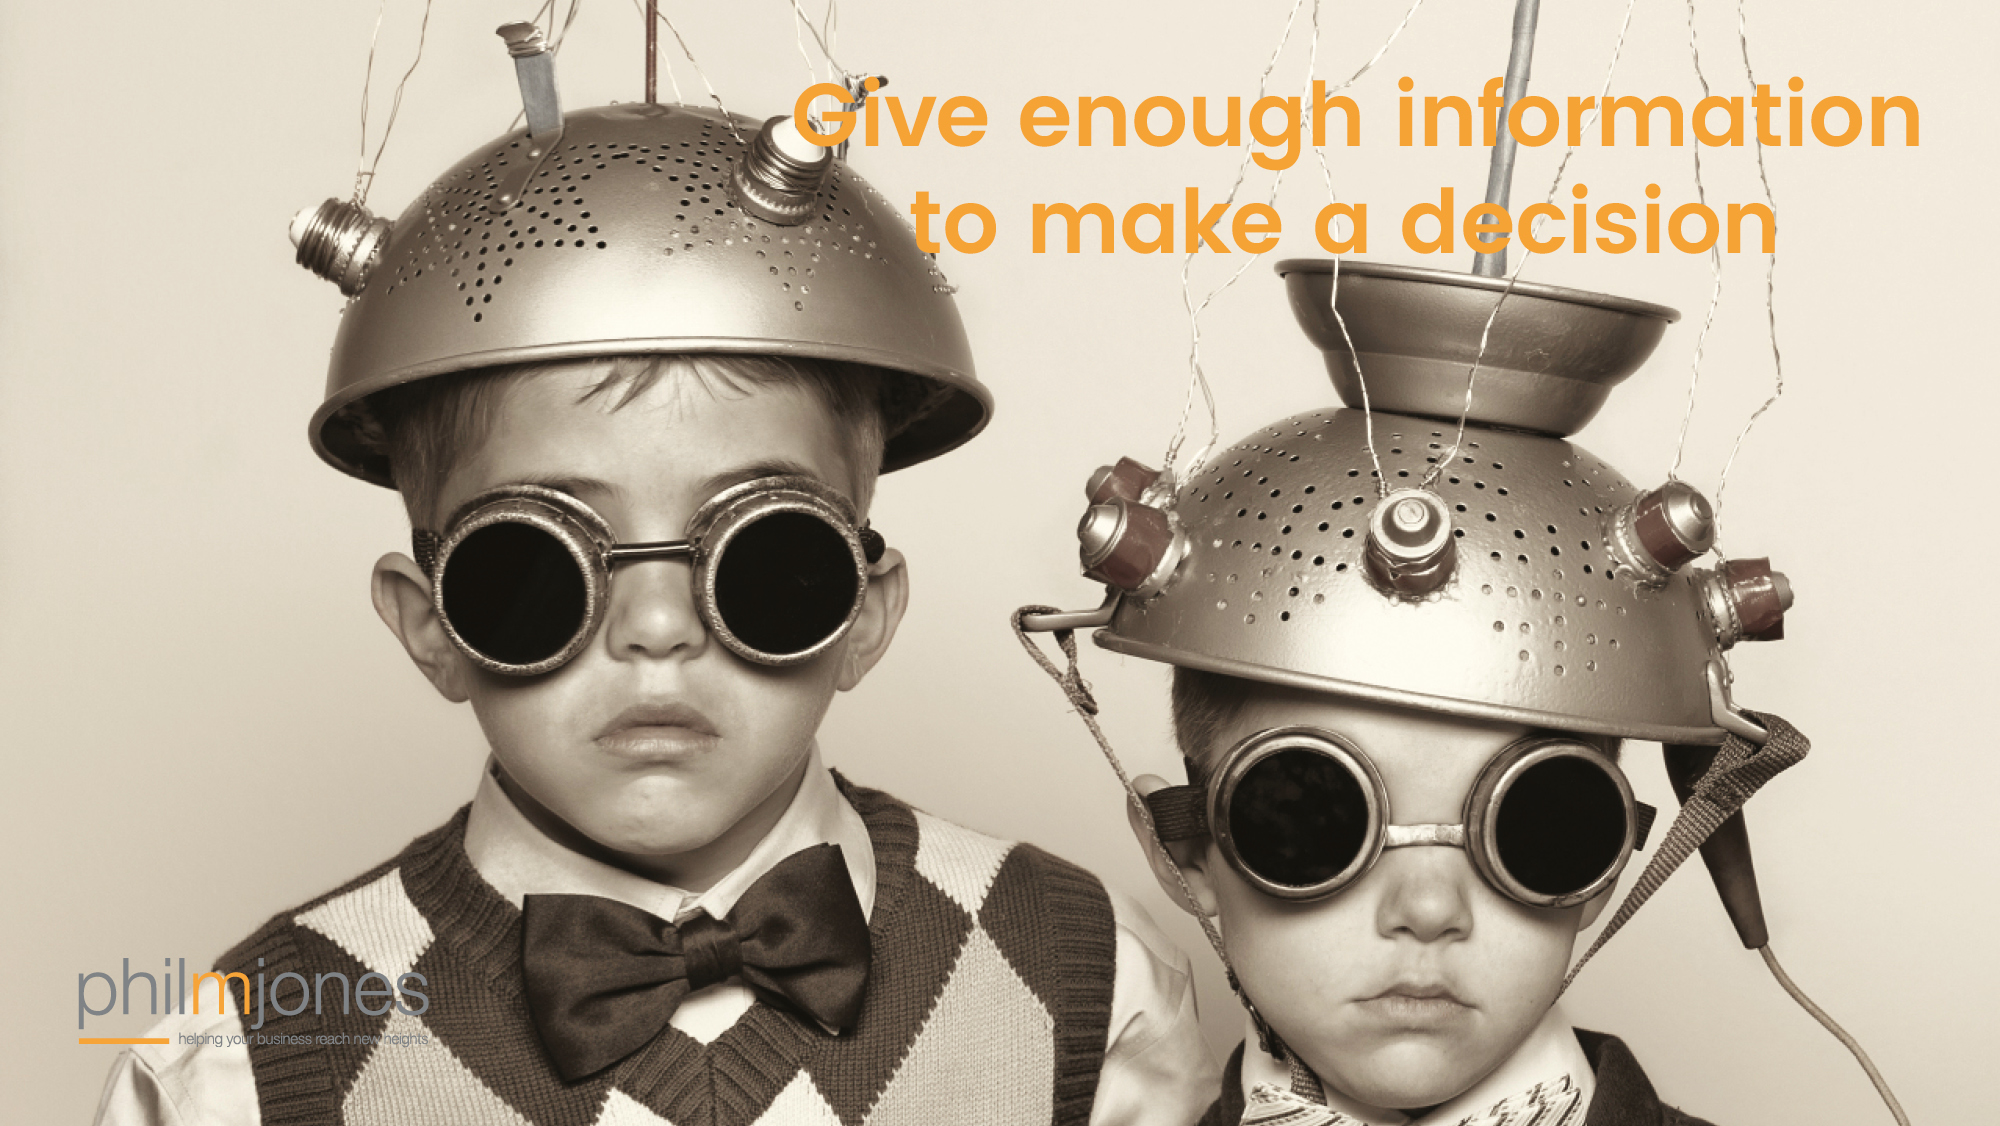 Give enough information
to make a decision
philmjones
helping your business reach new heights